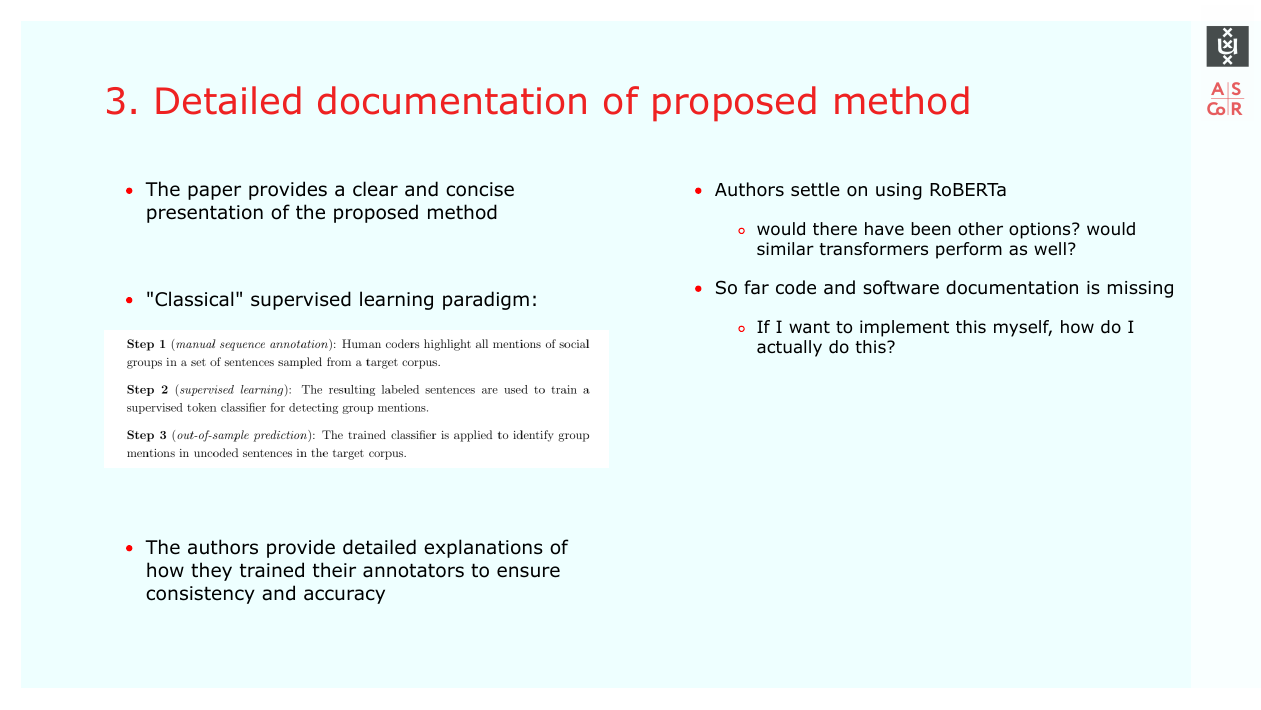 3. Detailed documentation of proposed method
• The paper provides a clear and concise
presentation of the proposed method
• "Classical" supervised learning paradigm:
Step 1 (manual sequence annotation): Human coders highlight all mentions of social
groups in a set of sentences sampled from a target corpus.
Step 2 (supervised learning): The resulting labeled sentences are used to train a
supervised token classifier for detecting group mentions.
Step 3 (out-of-sample prediction): The trained classifier is applied to identify group
mentions in uncoded sentences in the target corpus.
• The authors provide detailed explanations of
how they trained their annotators to ensure
consistency and accuracy
• Authors settle on using RoBERTa
◦ would there have been other options? would
similar transformers perform as well?
• So far code and software documentation is missing
◦ If I want to implement this myself, how do I
actually do this?
U
A S
Co R